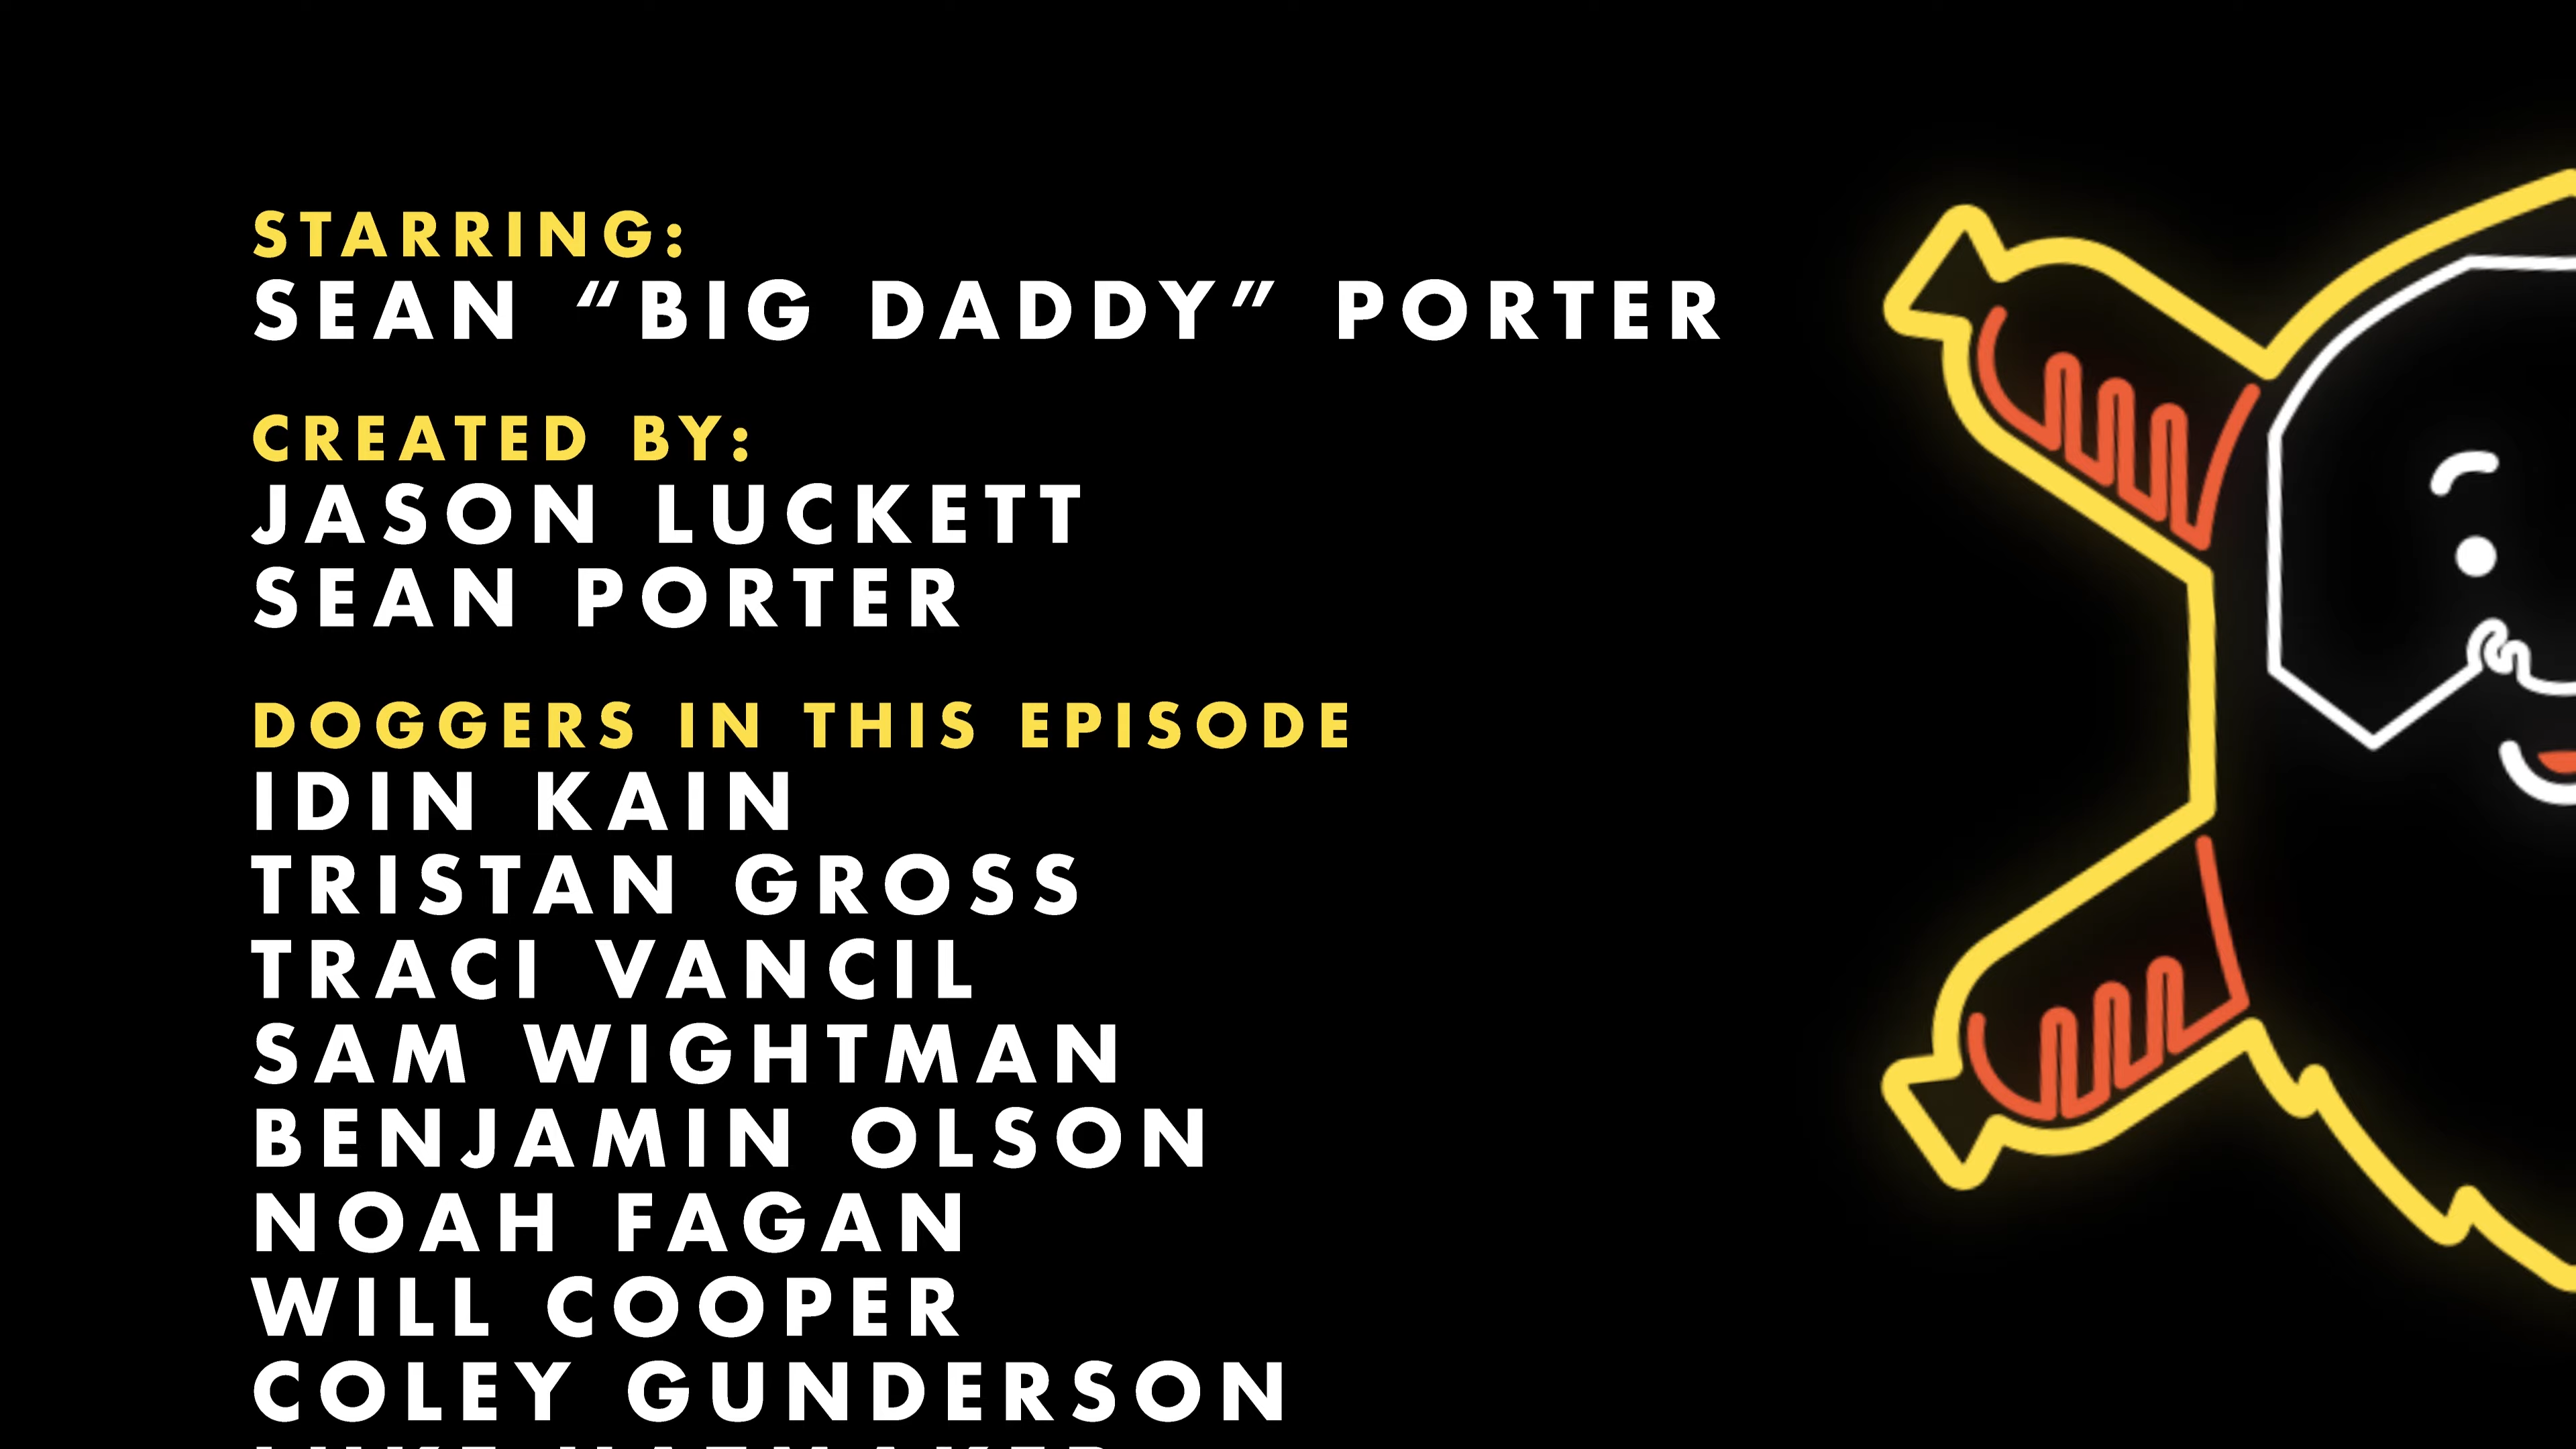 STARRING:
SEAN “BIG DADDY” PORTER
CREATED BY:
JASON LUCKETT
SEAN PORTER
DOGGERS IN THIS EPISODE
IDIN KAIN
TRISTAN GROSS
TRACI VANCIL
SAM WIGHTMAN
BENJAMIN OLSON
NOAH FAGAN
WILL COOPER
COLEY GUNDERSON